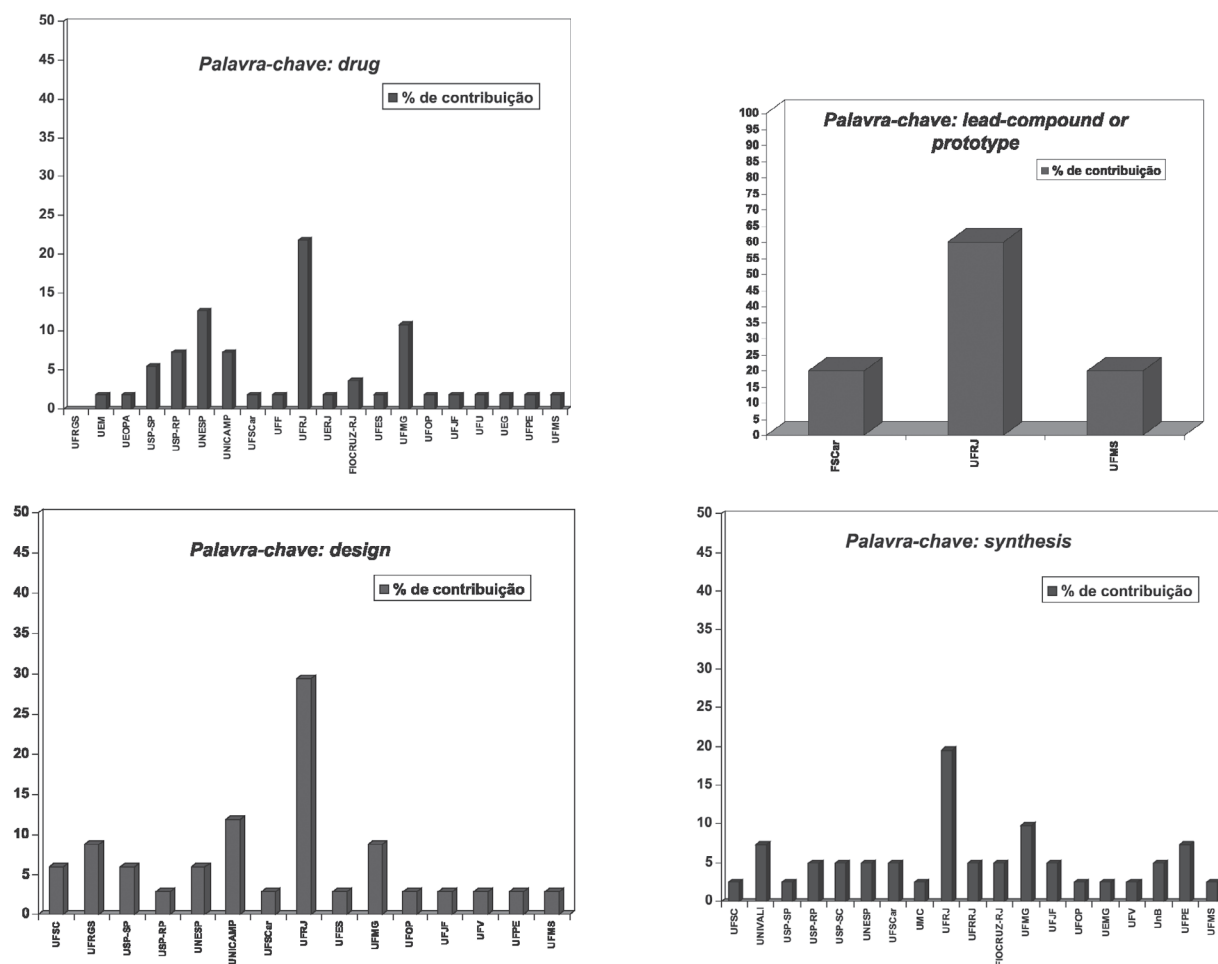 Palavra-chave: drug
% de contribuição
50
45
40
35
30
25
20
15
10
5
0
UFRGS
UEM
UEOPA
USP-SP
USP-RP
UNESP
UNICAMP
UFSCar
UFF
UFRJ
UERJ
FIOCRUZ-RJ
UFES
UFMG
UFOP
UFJF
UFU
UEG
UFPE
UFMS
Palavra-chave: lead-compound or
prototype
% de contribuição
100
95
90
85
80
75
70
65
60
55
50
45
40
35
30
25
20
15
10
5
0
FSCar
UFRJ
UFMS
Palavra-chave: design
% de contribuição
50
45
40
35
30
25
20
15
10
5
0
UFSC
UFRGS
USP-SP
USP-RP
UNESP
UNICAMP
UFSCar
UFRJ
UFES
UFMG
UFOP
UFJF
UFV
UFPE
UFMS
Palavra-chave: synthesis
% de contribuição
50
45
40
35
30
25
20
15
10
5
0
UFSC
UNIVALI
USP-SP
USP-RP
USP-SC
UNESP
UFSCar
UMC
UFRJ
UFRRJ
FIOCRUZ-RJ
UFMG
UFJF
UFOP
UEMG
UFV
UnB
UFPE
UFMS